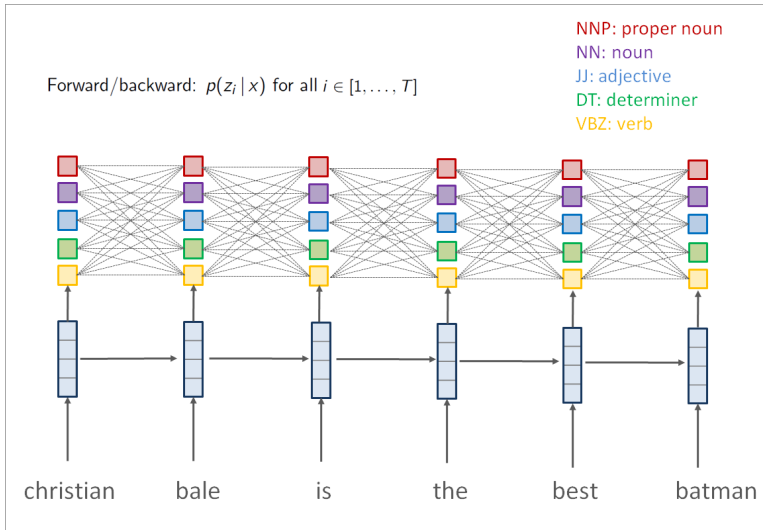 NNP: proper noun
NN: noun
JJ: adjective
DT: determiner
VBZ: verb
Forward/backward: p(z_i | x) for all i ∈ [1, . . . , T]
christian bale is the best batman